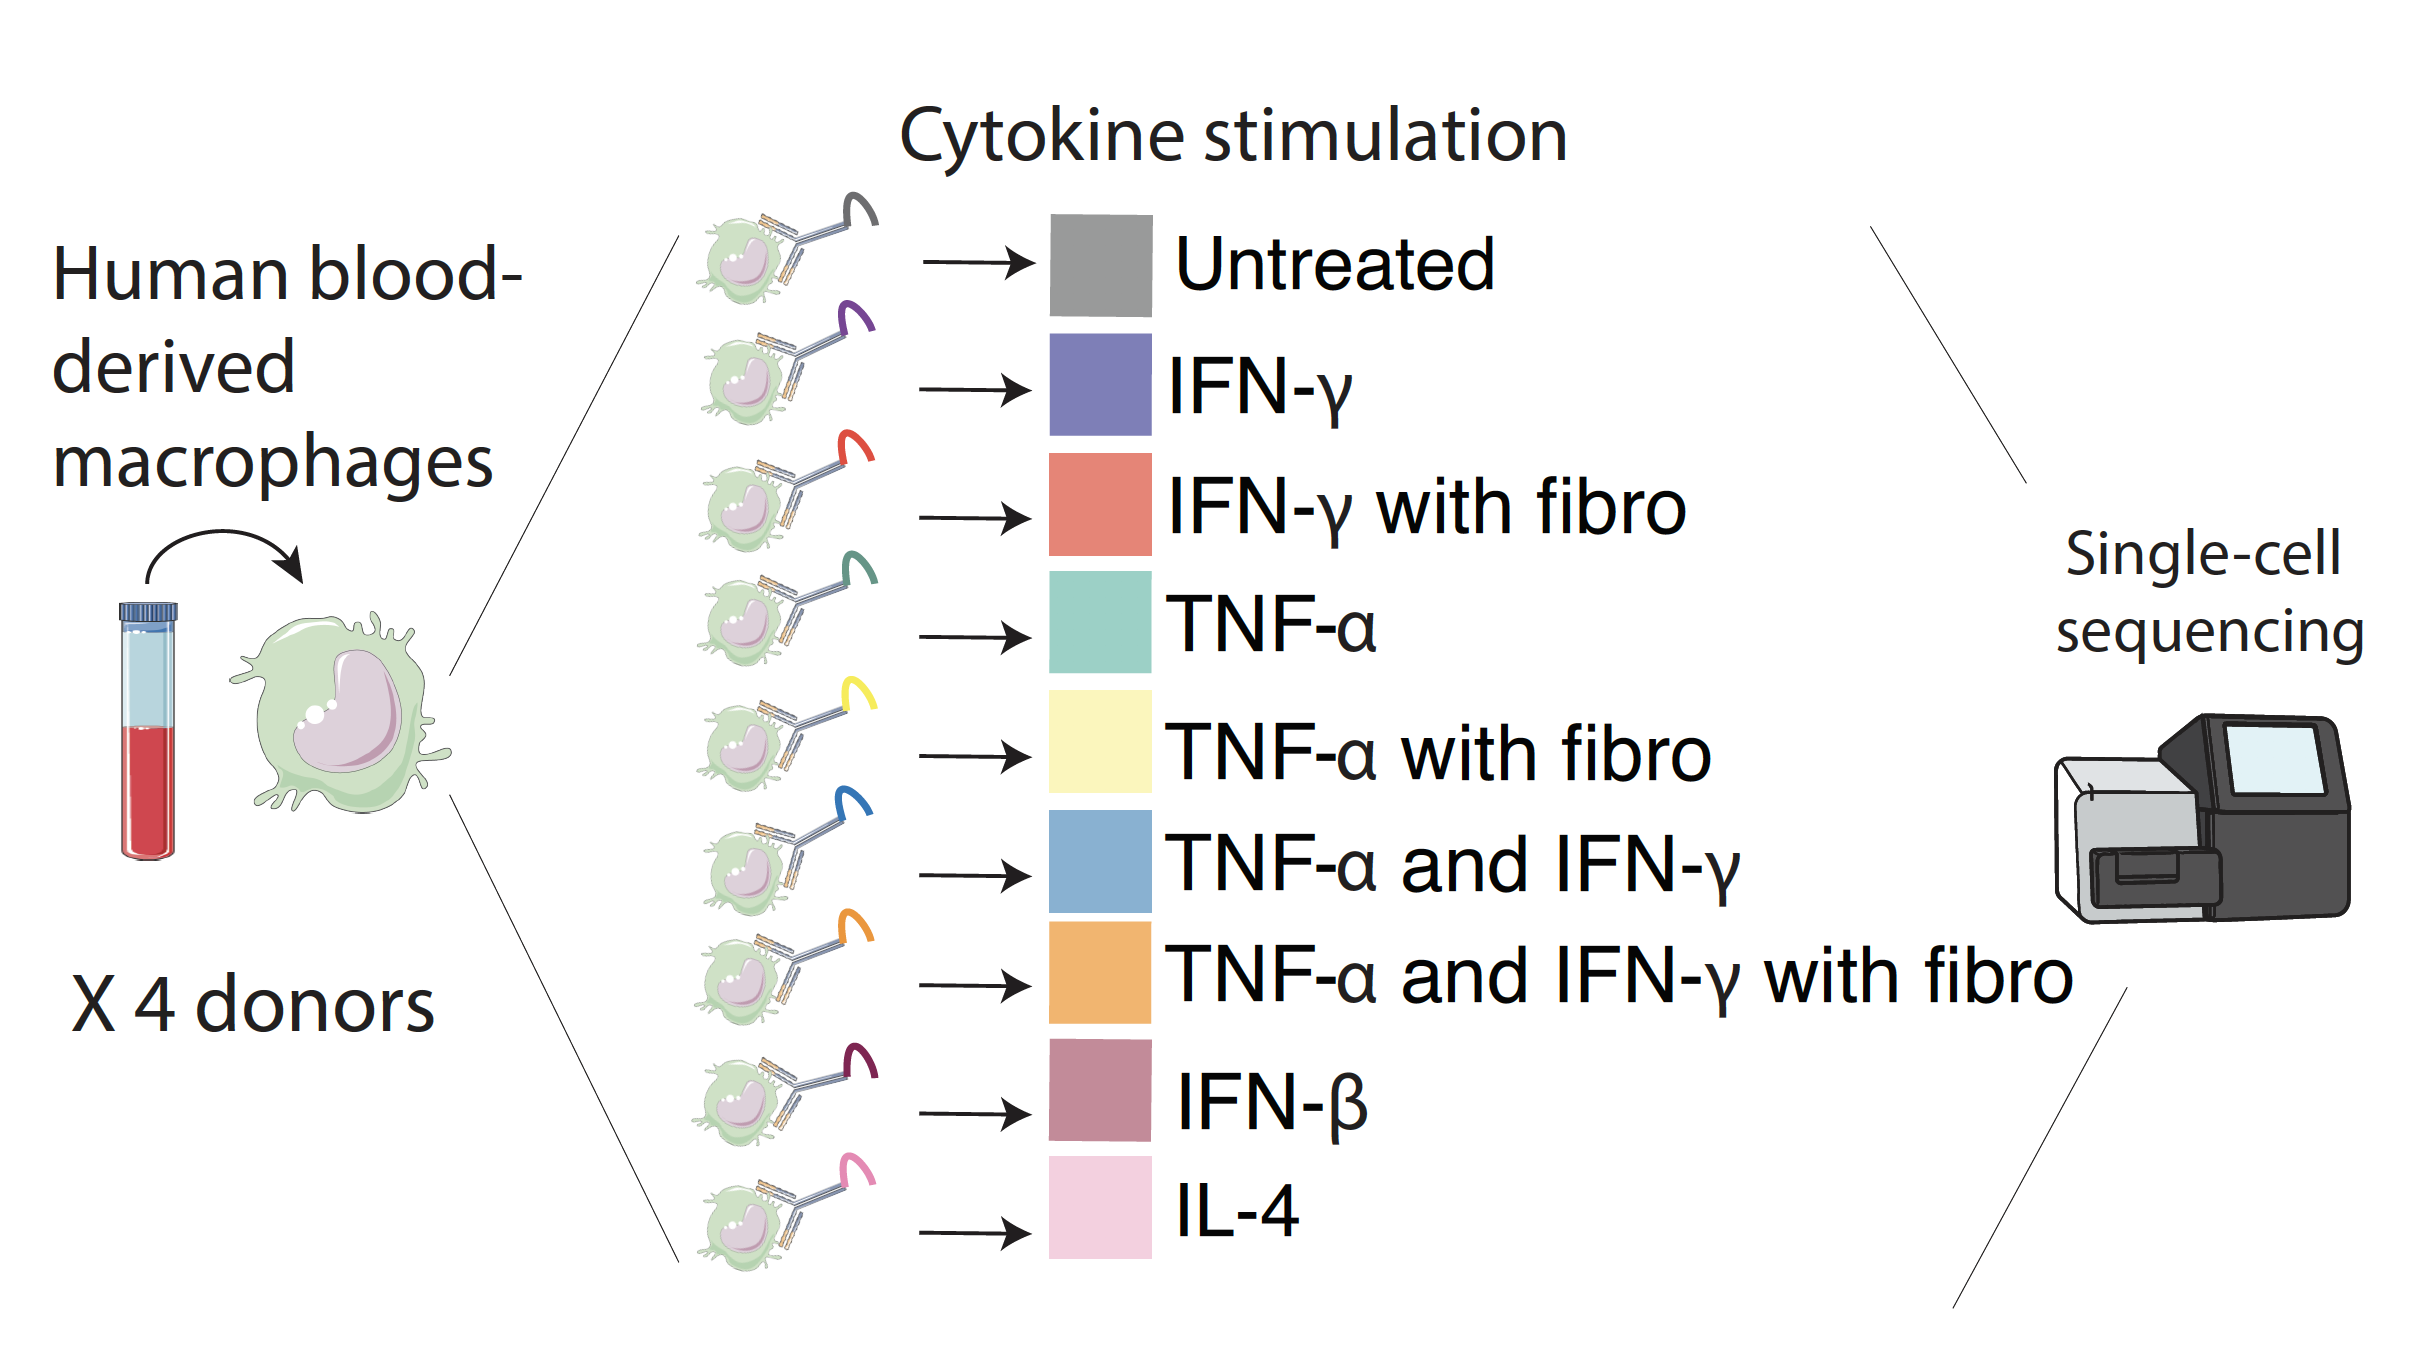 Cytokine stimulation
Human blood-
derived
macrophages
X 4 donors
Untreated
IFN-γ
IFN-γ with fibro
TNF-α
TNF-α with fibro
TNF-α and IFN-γ
TNF-α and IFN-γ with fibro
IFN-β
IL-4
Single-cell
sequencing